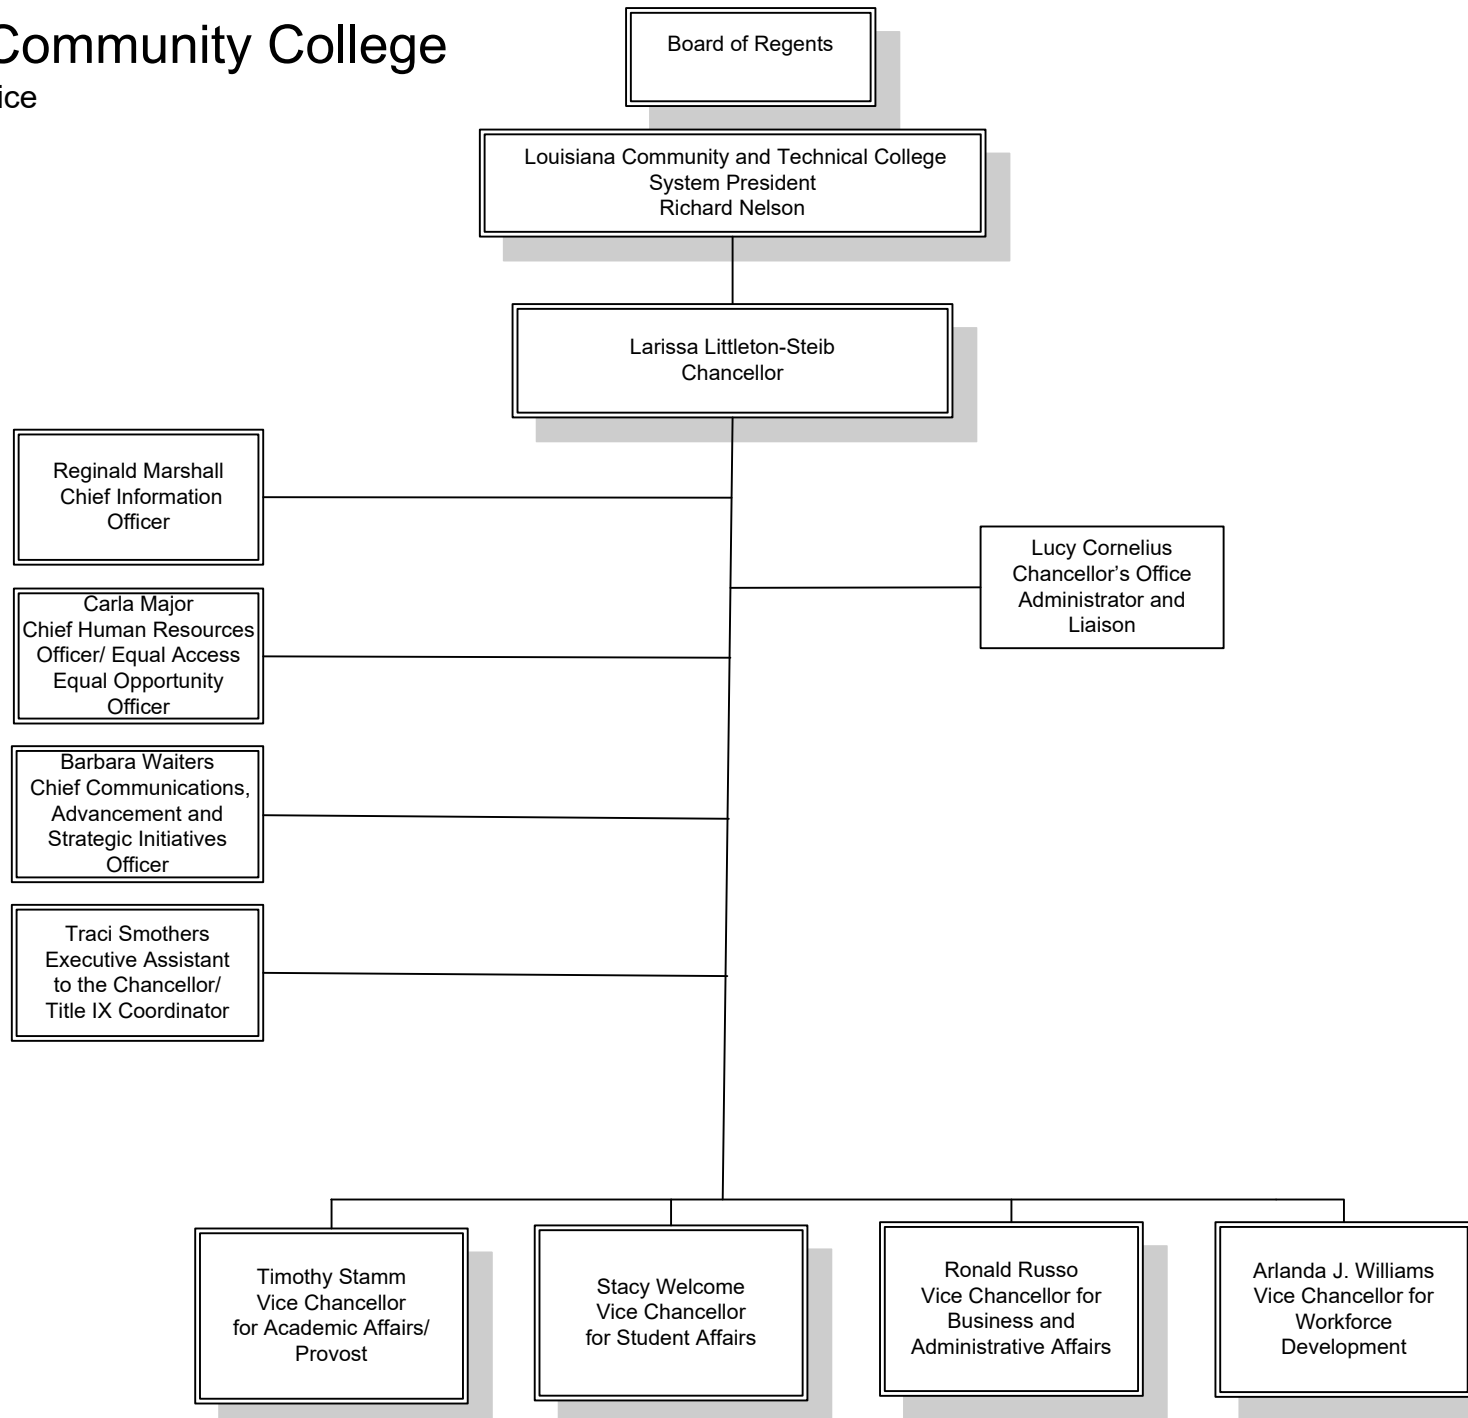 Community College
ice
Board of Regents
Louisiana Community and Technical College
System President
Richard Nelson
Larissa Littleton-Steib
Chancellor
Reginald Marshall
Chief Information
Officer
Lucy Cornelius
Chancellor’s Office
Administrator and
Liaison
Carla Major
Chief Human Resources
Officer/ Equal Access
Equal Opportunity
Officer
Barbara Waiters
Chief Communications,
Advancement and
Strategic Initiatives
Officer
Traci Smothers
Executive Assistant
to the Chancellor/
Title IX Coordinator
Timothy Stamm
Vice Chancellor
for Academic Affairs/
Provost
Stacy Welcome
Vice Chancellor
for Student Affairs
Ronald Russo
Vice Chancellor for
Business and
Administrative Affairs
Arlanda J. Williams
Vice Chancellor for
Workforce
Development